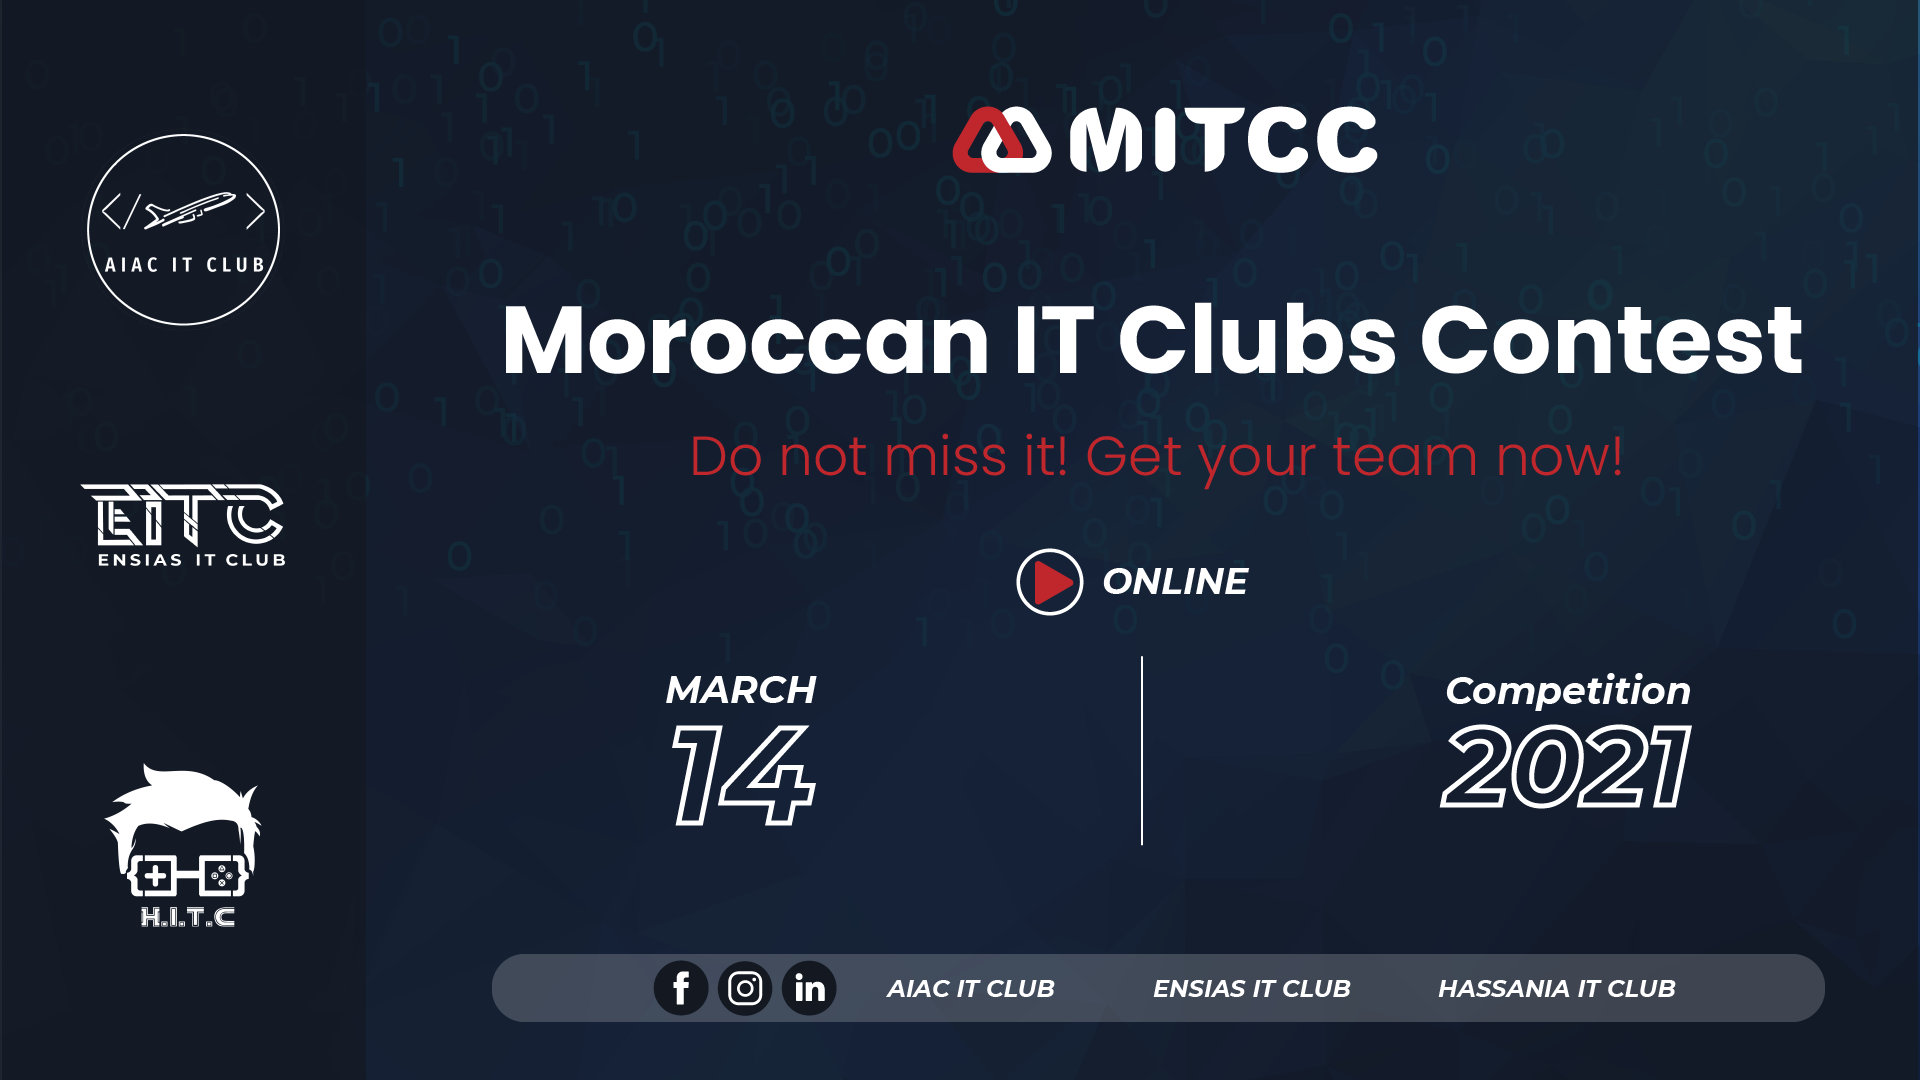 AIAC IT CLUB
EITC
ENSIAS IT CLUB
H.I.T.C
MITCC
Moroccan IT Clubs Contest
Do not miss it! Get your team now!
ONLINE
MARCH
14
Competition
2021
AIAC IT CLUB ENSIAS IT CLUB HASSANIA IT CLUB